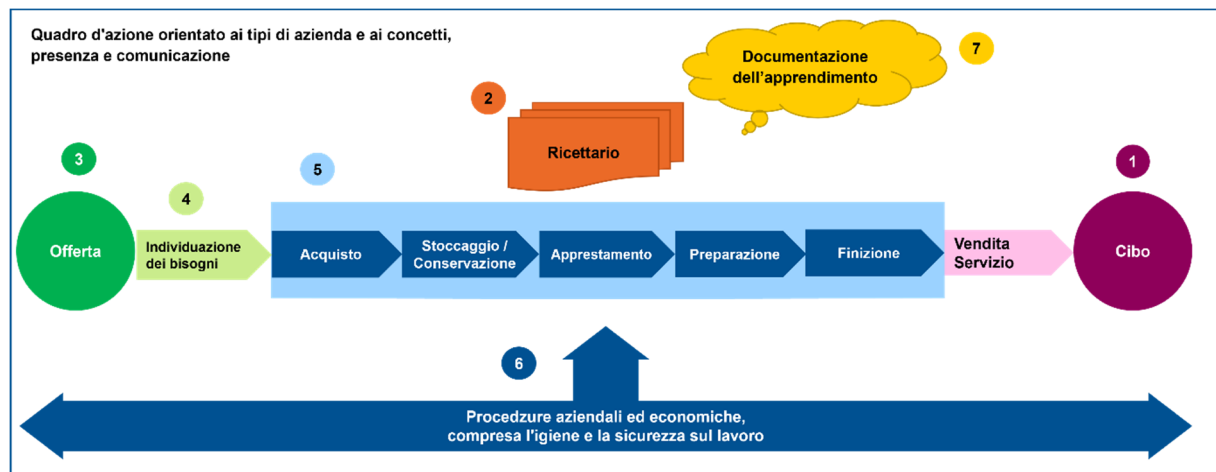 Quadro d'azione orientato ai tipi di azienda e ai concetti,
presenza e comunicazione
7
Documentazione
dell'apprendimento
2
Ricettario
3
5
1
4
Offerta
Individuazione
dei bisogni
Acquisto
Stoccaggio /
Conservazione
Apprestamento
Preparazione
Finizione
Vendita
Servizio
Cibo
6
Procedzure aziendali ed economiche,
compresa l'igiene e la sicurezza sul lavoro